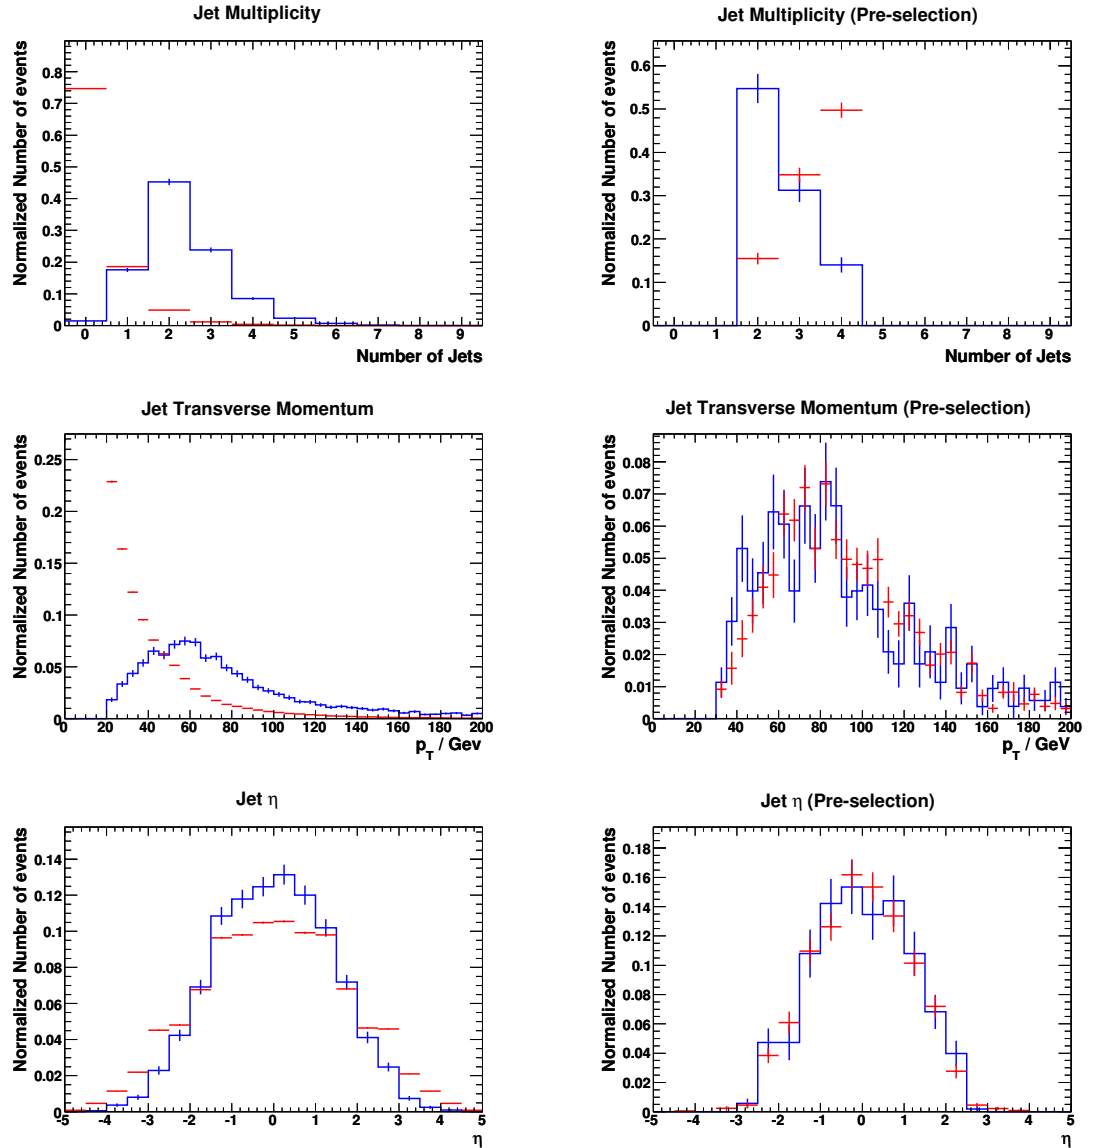 Jet Multiplicity
Normalized Number of events
0.8
0.7
0.6
0.5
0.4
0.3
0.2
0.1
0
0 1 2 3 4 5 6 7 8 9
Number of Jets
Jet Multiplicity (Pre-selection)
Normalized Number of events
0.6
0.5
0.4
0.3
0.2
0.1
0
0 1 2 3 4 5 6 7 8 9
Number of Jets
Jet Transverse Momentum
Normalized Number of events
0.25
0.2
0.15
0.1
0.05
0
0 20 40 60 80 100 120 140 160 180 200
p_T / Gev
Jet Transverse Momentum (Pre-selection)
Normalized Number of events
0.08
0.07
0.06
0.05
0.04
0.03
0.02
0.01
0
0 20 40 60 80 100 120 140 160 180 200
p_T / GeV
Jet η
Normalized Number of events
0.14
0.12
0.1
0.08
0.06
0.04
0.02
0
-5 -4 -3 -2 -1 0 1 2 3 4 5
η
Jet η (Pre-selection)
Normalized Number of events
0.18
0.16
0.14
0.12
0.1
0.08
0.06
0.04
0.02
0
-5 -4 -3 -2 -1 0 1 2 3 4 5
η